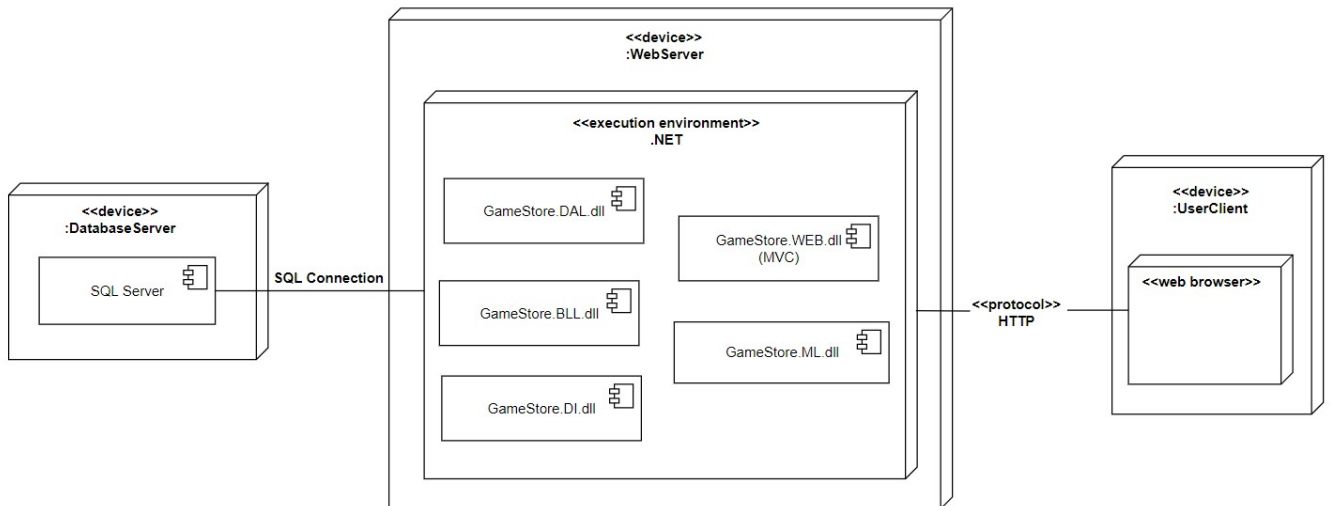 <<device>>
:WebServer
<<execution environment>>
.NET
GameStore.DAL.dll
GameStore.WEB.dll
(MVC)
GameStore.BLL.dll
GameStore.ML.dll
GameStore.DI.dll
<<device>>
:DatabaseServer
SQL Server
SQL Connection
<<protocol>>
HTTP
<<device>>
:UserClient
<<web browser>>